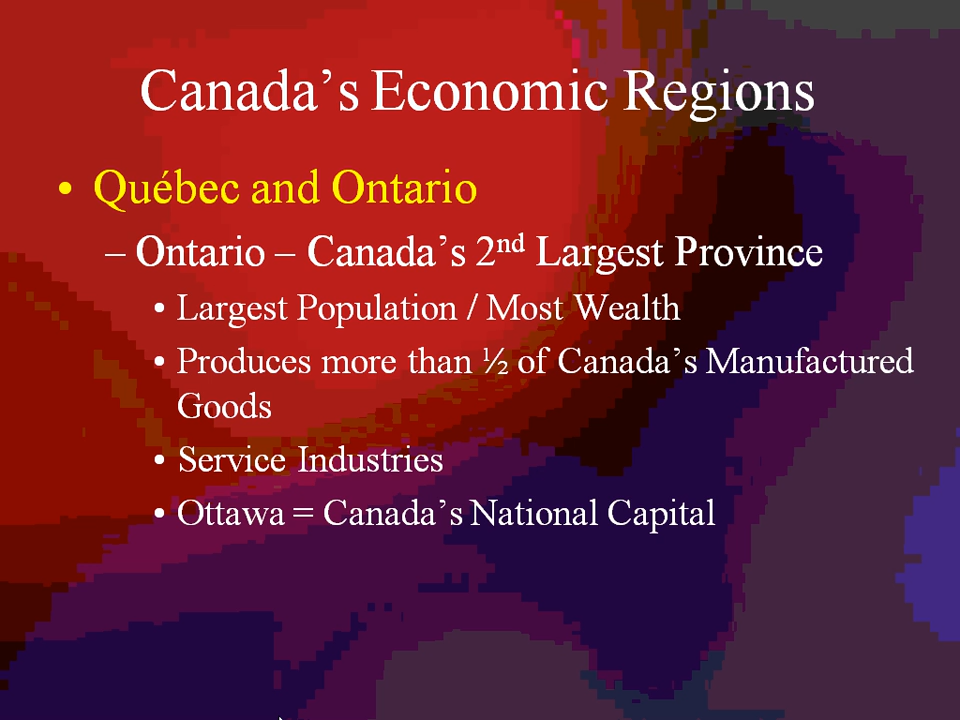 Canada’s Economic Regions
• Québec and Ontario
– Ontario – Canada’s 2nd Largest Province
• Largest Population / Most Wealth
• Produces more than ½ of Canada’s Manufactured
Goods
• Service Industries
• Ottawa = Canada’s National Capital